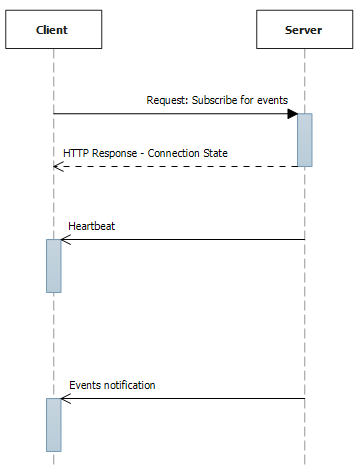 Client
Server
Request: Subscribe for events
HTTP Response - Connection State
Heartbeat
Events notification